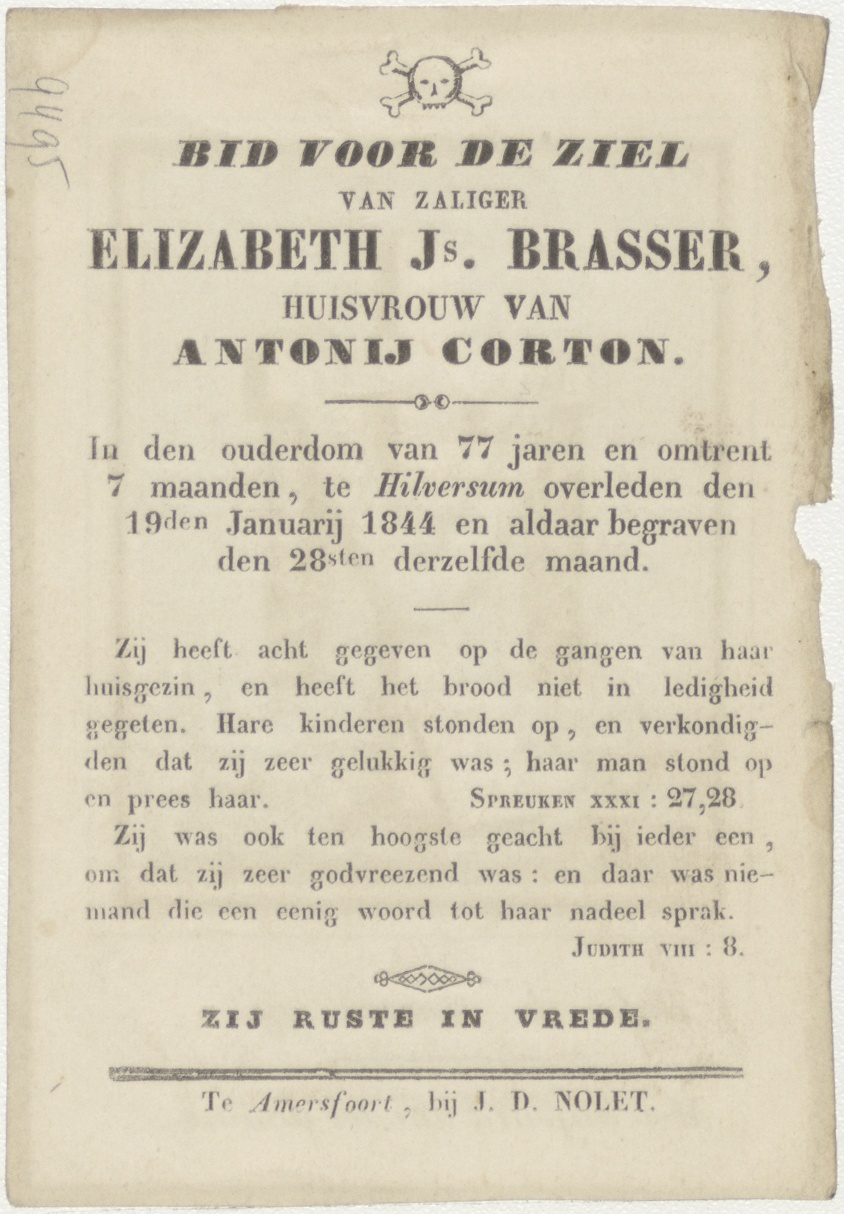 9495
BID VOOR DE ZIEL
VAN ZALIGER
ELIZABETH Js. BRASSER,
HUISVROUW VAN
ANTONIJ CORTON.
In den ouderdom van 77 jaren en omtrent
7 maanden, te Hilversum overleden den
19den Januarij 1844 en aldaar begraven
den 28sten derzelfde maand.
Zij heeft acht gegeven op de gangen van haar
huisgezin, en heeft het brood niet in ledigheid
gegeten. Hare kinderen stonden op, en verkondig-
den dat zij zeer gelukkig was; haar man stond op
en prees haar. SPREUKEN XXXI: 27,28.
Zij was ook ten hoogste geacht bij ieder een,
om dat zij zeer godvreezend was: en daar was nie-
mand die een eenig woord tot haar nadeel sprak.
JUDITH VIII: 8.
ZIJ RUSTE IN VREDE.
Te Amersfoort, bij J. D. NOLET.